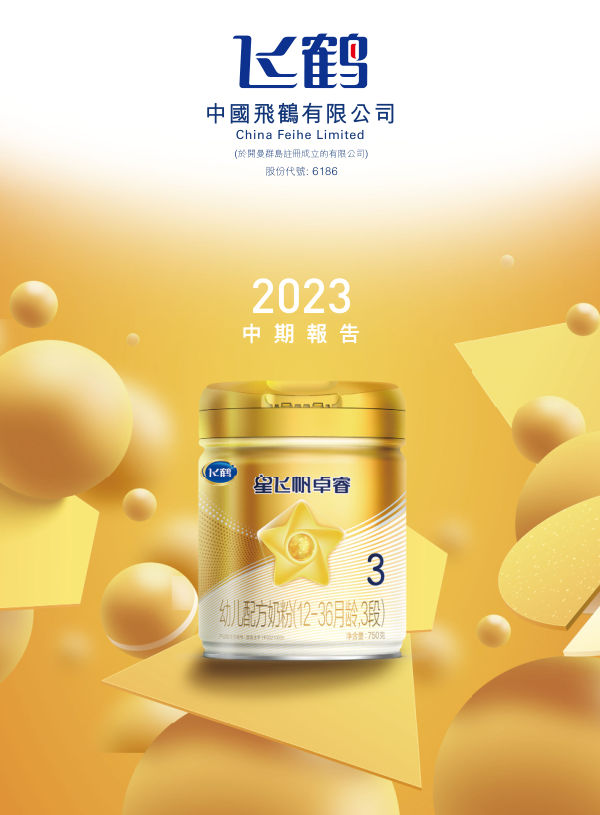 飞鹤
中國飛鶴有限公司
China Feihe Limited
(於開曼群島註冊成立的有限公司)
股份代號: 6186
2023
中期報告
飞鹤
星飞帆卓睿
3
幼儿配方奶粉(12-36月龄,3段)
净含量:750克